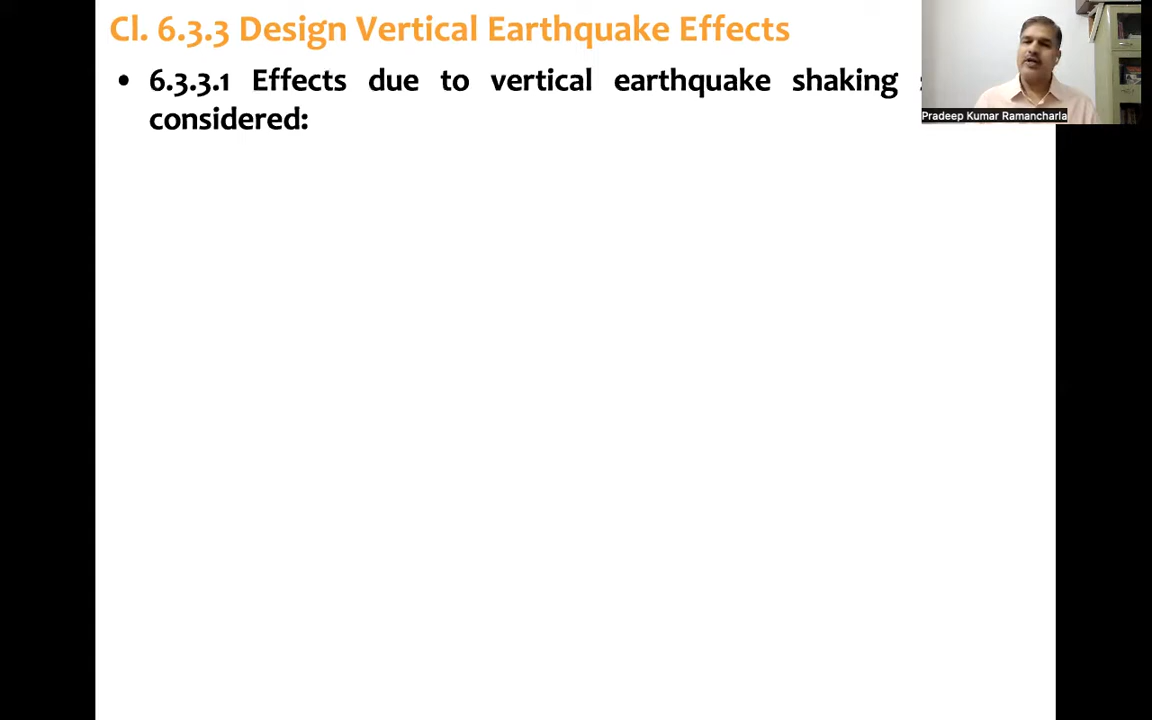 Cl. 6.3.3 Design Vertical Earthquake Effects
• 6.3.3.1 Effects due to vertical earthquake shaking
considered:
Pradeep Kumar Ramancharla